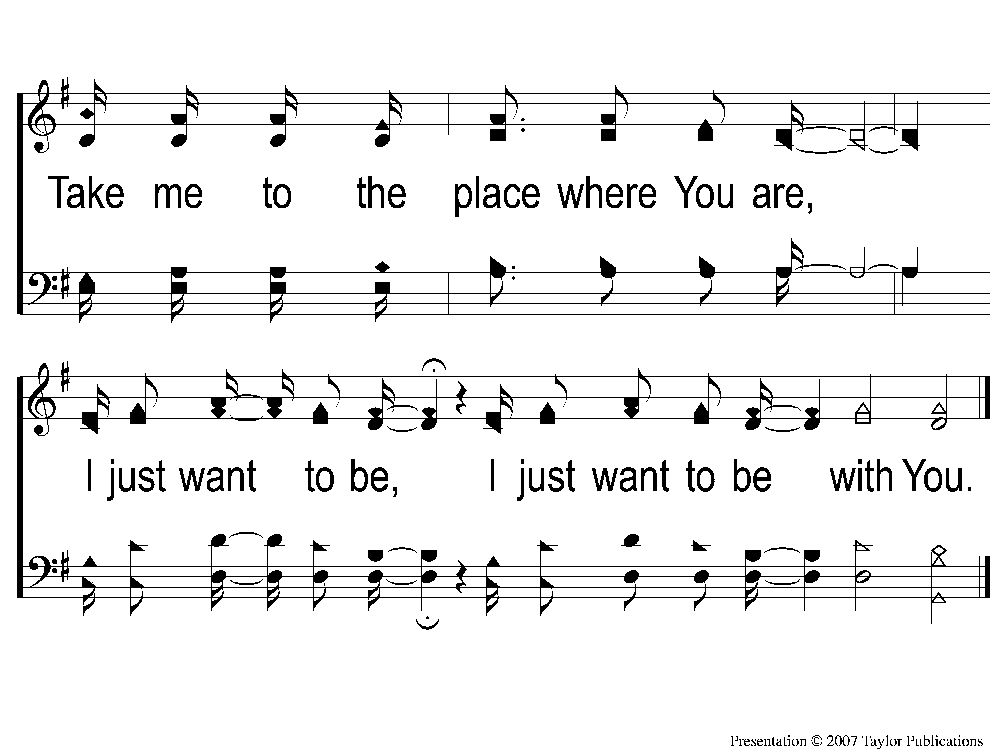 Take me to the place where You are,
I just want to be, I just want to be with You.
Presentation © 2007 Taylor Publications